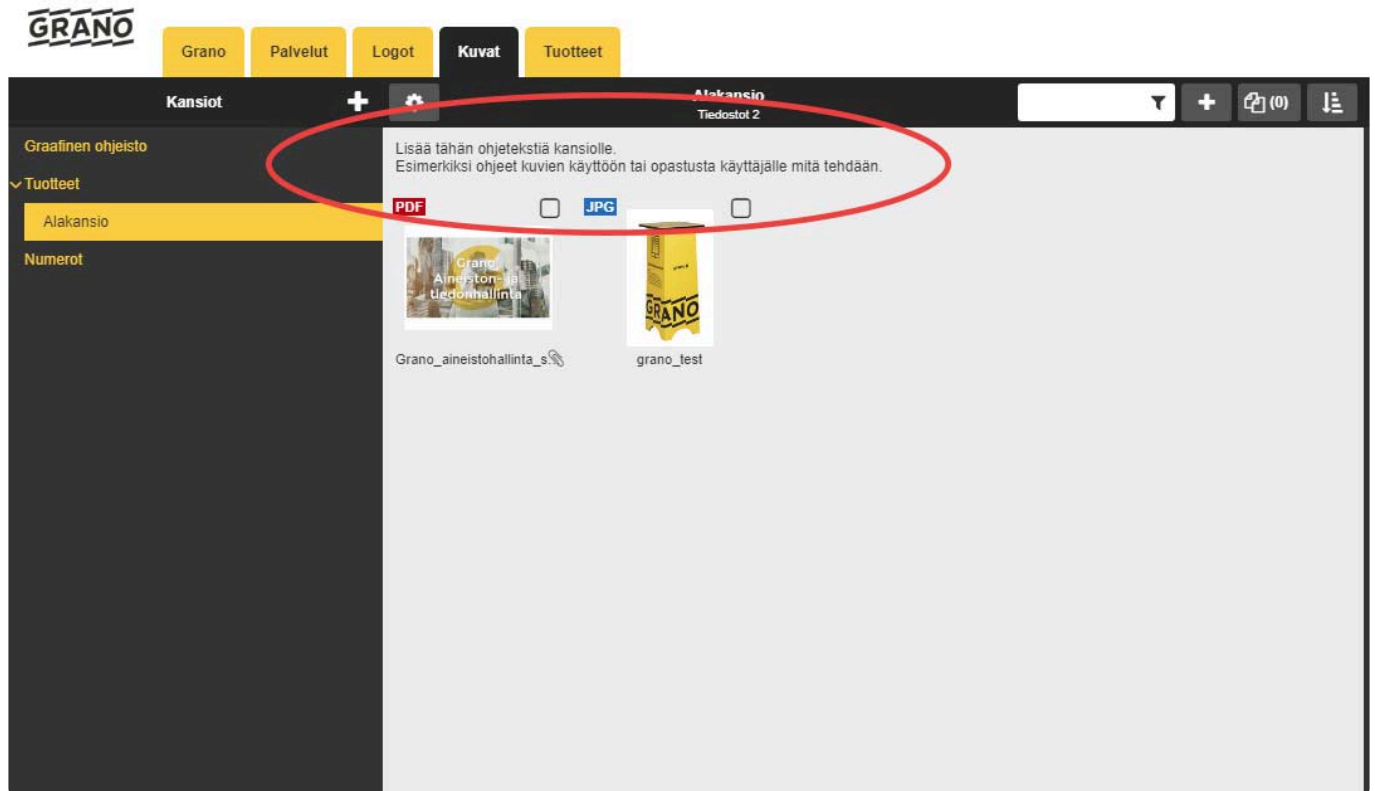 GRANO
Grano Palvelut Logot Kuvat Tuotteet
Kansiot
Alakansio
Tiedostot 2
(0)
Graafinen ohjeisto
Tuotteet
Alakansio
Numerot
Lisää tähän ohjetekstiä kansiolle.
Esimerkiksi ohjeet kuvien käyttöön tai opastusta käyttäjälle mitä tehdään.
PDF
JPG
Grano
Aineiston- ja
tiedonhallinta
GRANO
Grano_aineistohallinta_s.
grano_test